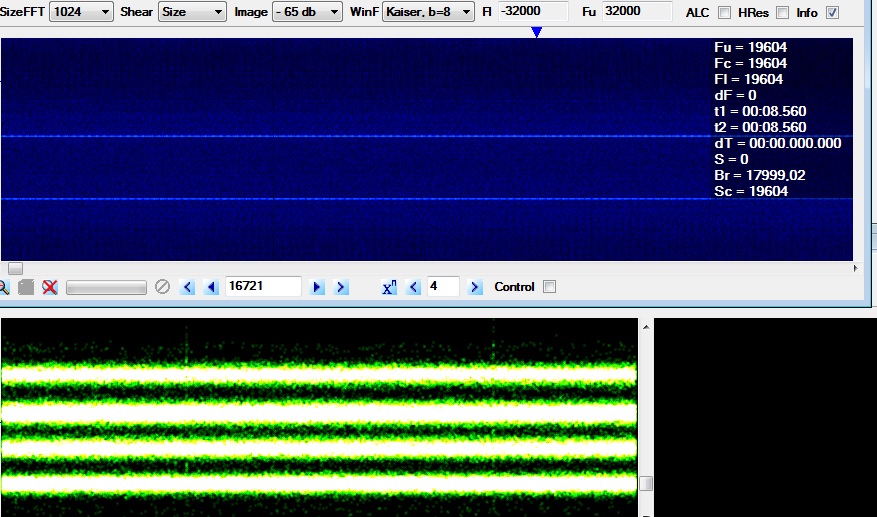 SizeFFT 1024 Shear Size Image - 65 db WinF Kaiser, b=8 Fl -32000 Fu 32000 ALC HRes Info
Fu = 19604
Fc = 19604
Fl = 19604
dF = 0
t1 = 00:08.560
t2 = 00:08.560
dT = 00:00.000.000
S = 0
Br = 17999,02
Sc = 19604
16721 xⁿ 4 Control